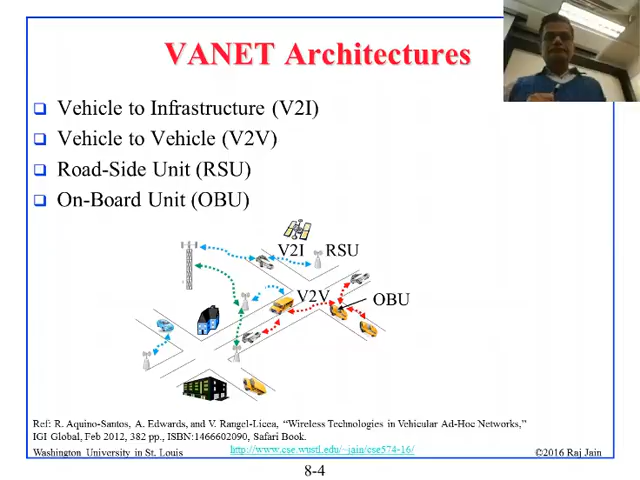 VANET Architectures
Vehicle to Infrastructure (V2I)
Vehicle to Vehicle (V2V)
Road-Side Unit (RSU)
On-Board Unit (OBU)
V2I RSU
V2V
OBU
Ref: R. Aquino-Santos, A. Edwards, and V. Rangel-Licea, “Wireless Technologies in Vehicular Ad-Hoc Networks,”
IGI Global, Feb 2012, 382 pp., ISBN:1466602090, Safari Book.
Washington University in St. Louis http://www.cse.wustl.edu/~jain/cse574-16/ ©2016 Raj Jain
8-4